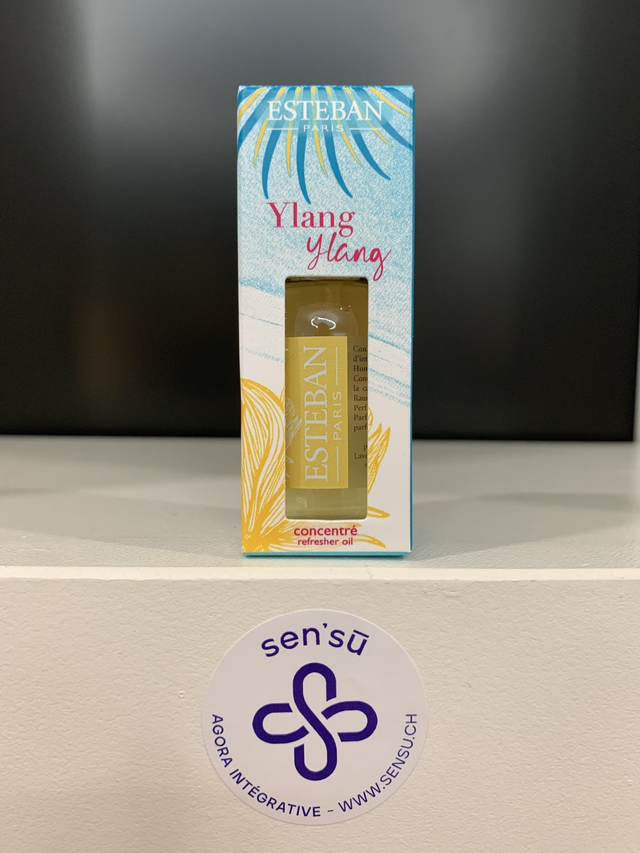 ESTEBAN
PARIS
Ylang
ylang
ESTEBAN
PARIS
concentré
refresher oil
sen'sū
AGORA INTÉGRATIVE – WWW.SENSU.CH